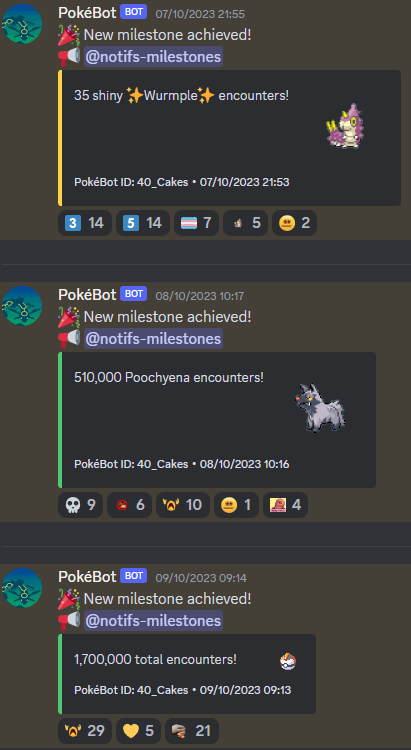 PokéBot BOT 07/10/2023 21:55
New milestone achieved!
@notifs-milestones
35 shiny ✨Wurmple✨ encounters!
PokéBot ID: 40_Cakes • 07/10/2023 21:53
3 14 5 14 7 5 2
PokéBot BOT 08/10/2023 10:17
New milestone achieved!
@notifs-milestones
510,000 Poochyena encounters!
PokéBot ID: 40_Cakes • 08/10/2023 10:16
9 6 10 1 4
PokéBot BOT 09/10/2023 09:14
New milestone achieved!
@notifs-milestones
1,700,000 total encounters!
PokéBot ID: 40_Cakes • 09/10/2023 09:13
29 5 21